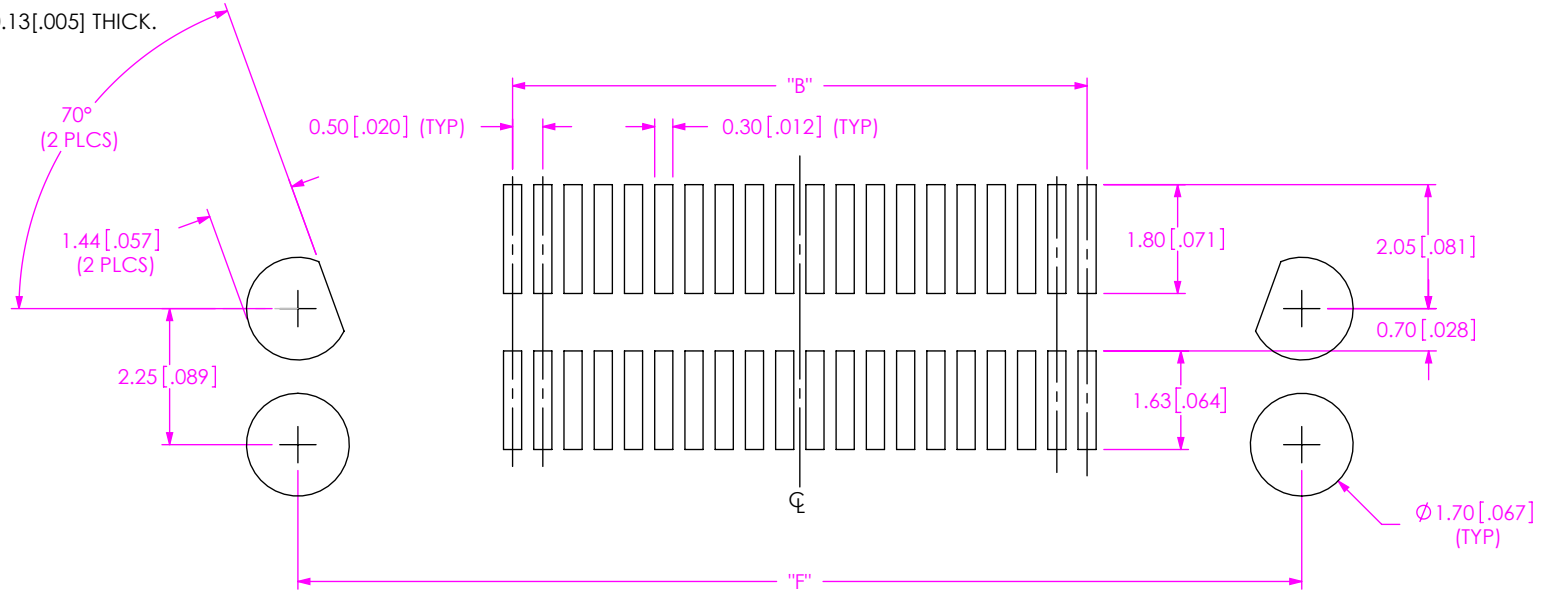 .13[.005] THICK.
"B"
70°
(2 PLCS)
0.50[.020] (TYP)
0.30[.012] (TYP)
1.44[.057]
(2 PLCS)
1.80[.071]
2.05[.081]
0.70[.028]
2.25[.089]
1.63[.064]
℄
Ø1.70[.067]
(TYP)
"F"